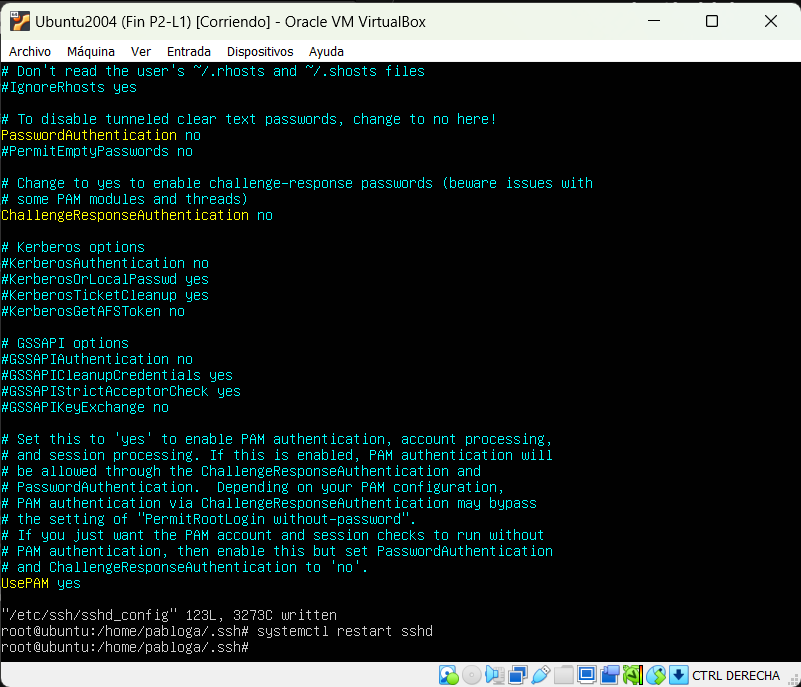 Ubuntu2004 (Fin P2-L1) [Corriendo] - Oracle VM VirtualBox
Archivo Máquina Ver Entrada Dispositivos Ayuda
# Don't read the user's ~/.rhosts and ~/.shosts files
#IgnoreRhosts yes
# To disable tunneled clear text passwords, change to no here!
PasswordAuthentication no
#PermitEmptyPasswords no
# Change to yes to enable challenge-response passwords (beware issues with
# some PAM modules and threads)
ChallengeResponseAuthentication no
# Kerberos options
#KerberosAuthentication no
#KerberosOrLocalPasswd yes
#KerberosTicketCleanup yes
#KerberosGetAFSToken no
# GSSAPI options
#GSSAPIAuthentication no
#GSSAPICleanupCredentials yes
#GSSAPIStrictAcceptorCheck yes
#GSSAPIKeyExchange no
# Set this to 'yes' to enable PAM authentication, account processing,
# and session processing. If this is enabled, PAM authentication will
# be allowed through the ChallengeResponseAuthentication and
# PasswordAuthentication.  Depending on your PAM configuration,
# PAM authentication via ChallengeResponseAuthentication may bypass
# the setting of "PermitRootLogin without-password".
# If you just want the PAM account and session checks to run without
# PAM authentication, then enable this but set PasswordAuthentication
# and ChallengeResponseAuthentication to 'no'.
UsePAM yes
"/etc/ssh/sshd_config" 123L, 3273C written
root@ubuntu:/home/pabloga/.ssh# systemctl restart sshd
root@ubuntu:/home/pabloga/.ssh#
CTRL DERECHA